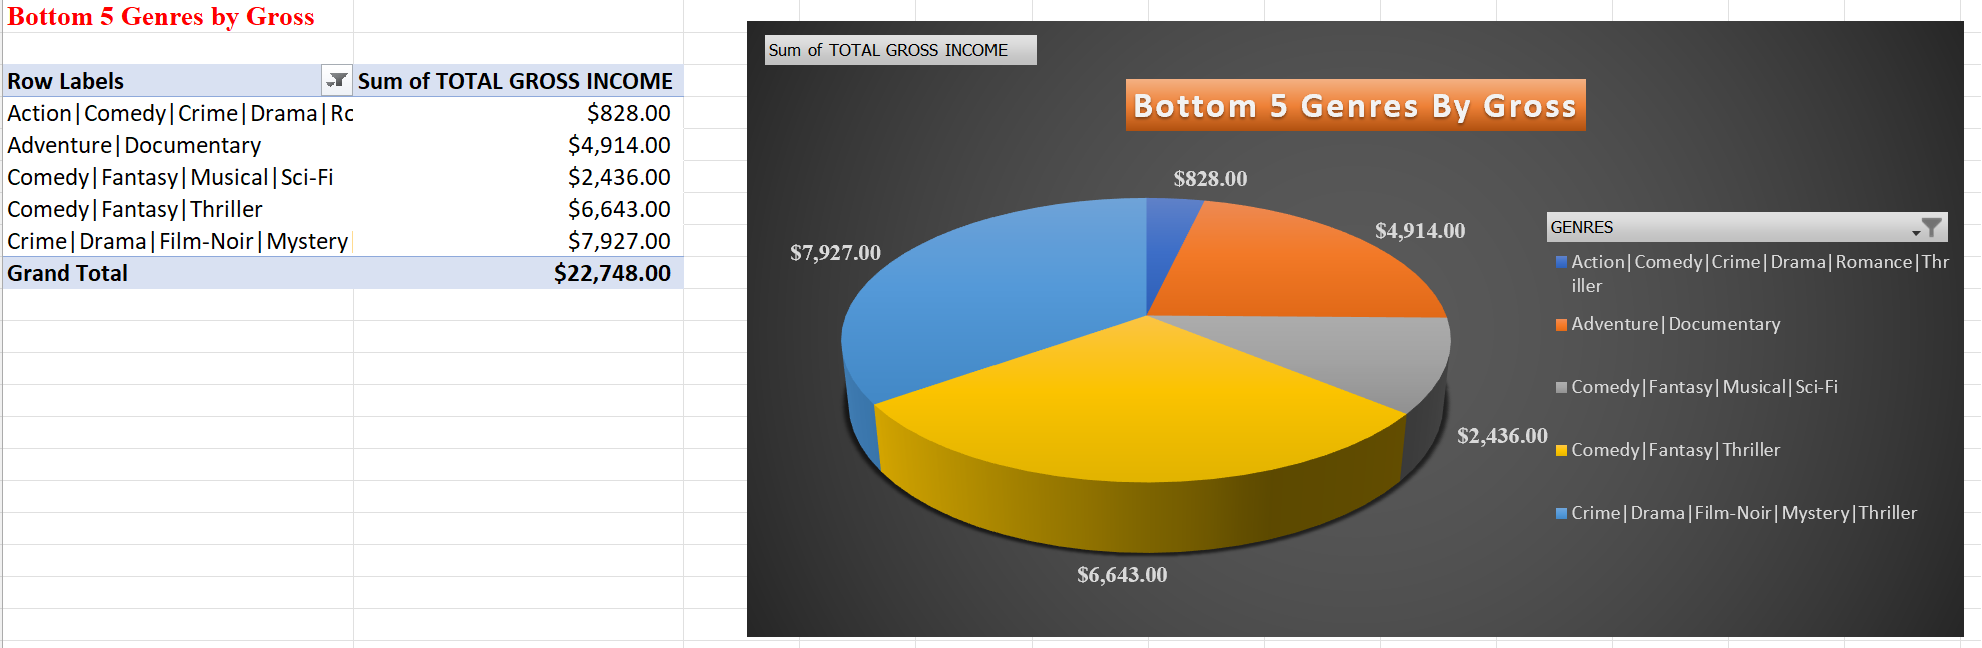 Bottom 5 Genres by Gross
Row Labels Sum of TOTAL GROSS INCOME
Action|Comedy|Crime|Drama|Ro $828.00
Adventure|Documentary $4,914.00
Comedy|Fantasy|Musical|Sci-Fi $2,436.00
Comedy|Fantasy|Thriller $6,643.00
Crime|Drama|Film-Noir|Mystery| $7,927.00
Grand Total $22,748.00
Sum of TOTAL GROSS INCOME
Bottom 5 Genres By Gross
$828.00
$4,914.00
$7,927.00
$2,436.00
$6,643.00
GENRES
Action|Comedy|Crime|Drama|Romance|Thr
iller
Adventure|Documentary
Comedy|Fantasy|Musical|Sci-Fi
Comedy|Fantasy|Thriller
Crime|Drama|Film-Noir|Mystery|Thriller